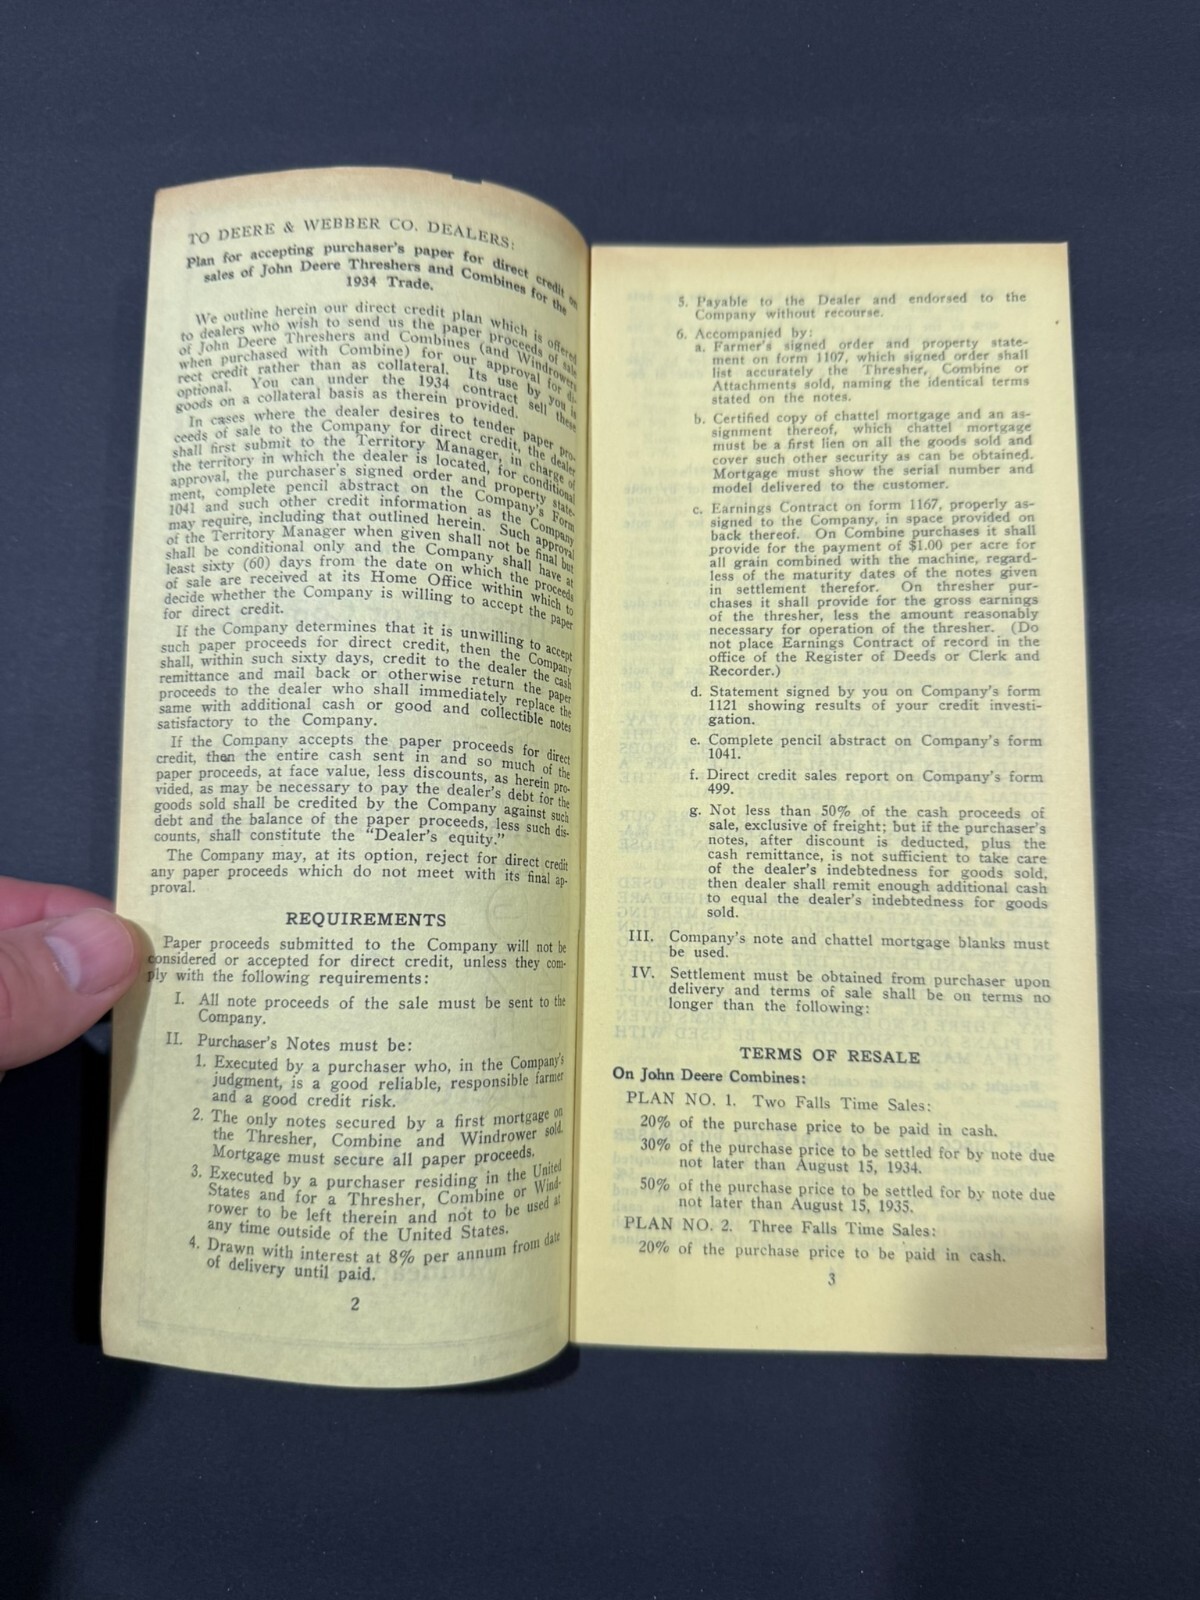 TO DEERE & WEBBER CO. DEALERS:
Plan for accepting purchaser's paper for direct credit on
sales of John Deere Threshers and Combines for the
1934 Trade.
We outline herein our direct credit plan which is offered
to dealers who wish to send us the paper proceeds of sale
of John Deere Threshers and Combines (and Windrowers
when purchased with Combine) for our approval for di-
rect credit rather than as collateral. Its use by you is
optional. You can under the 1934 contract sell these
goods on a collateral basis as therein provided.
In cases where the dealer desires to tender paper pro-
ceeds of sale to the Company for direct credit, the dealer
shall first submit to the Territory Manager, in charge of
the territory in which the dealer is located, for conditional
approval, the purchaser's signed order and property state-
ment, complete pencil abstract on the Company's Form
1041 and such other credit information as the Company
may require, including that outlined herein. Such approval
of the Territory Manager when given shall not be final but
shall be conditional only and the Company shall have at
least sixty (60) days from the date on which the proceeds
of sale are received at its Home Office within which to
decide whether the Company is willing to accept the paper
for direct credit.
If the Company determines that it is unwilling to accept
such paper proceeds for direct credit, then the Company
shall, within such sixty days, credit to the dealer the cash
remittance and mail back or otherwise return the paper
proceeds to the dealer who shall immediately replace the
same with additional cash or good and collectible notes
satisfactory to the Company.
If the Company accepts the paper proceeds for direct
credit, then the entire cash sent in and so much of the
paper proceeds, at face value, less discounts, as herein pro-
vided, as may be necessary to pay the dealer's debt for the
goods sold shall be credited by the Company against such
debt and the balance of the paper proceeds, less such dis-
counts, shall constitute the "Dealer's equity."
The Company may, at its option, reject for direct credit
any paper proceeds which do not meet with its final ap-
proval.
REQUIREMENTS
Paper proceeds submitted to the Company will not be
considered or accepted for direct credit, unless they com-
ply with the following requirements:
I. All note proceeds of the sale must be sent to the
Company.
II. Purchaser's Notes must be:
1. Executed by a purchaser who, in the Company's
judgment, is a good reliable, responsible farmer
and a good credit risk.
2. The only notes secured by a first mortgage on
the Thresher, Combine and Windrower sold.
Mortgage must secure all paper proceeds.
3. Executed by a purchaser residing in the United
States and for a Thresher, Combine or Wind-
rower to be left therein and not to be used at
any time outside of the United States.
4. Drawn with interest at 8% per annum from date
of delivery until paid.
2
5. Payable to the Dealer and endorsed to the
Company without recourse.
6. Accompanied by:
a. Farmer's signed order and property state-
ment on form 1107, which signed order shall
list accurately the Thresher, Combine or
Attachments sold, naming the identical terms
stated on the notes.
b. Certified copy of chattel mortgage and an as-
signment thereof, which chattel mortgage
must be a first lien on all the goods sold and
cover such other security as can be obtained.
Mortgage must show the serial number and
model delivered to the customer.
c. Earnings Contract on form 1167, properly as-
signed to the Company, in space provided on
back thereof. On Combine purchases it shall
provide for the payment of $1.00 per acre for
all grain combined with the machine, regard-
less of the maturity dates of the notes given
in settlement therefor. On thresher pur-
chases it shall provide for the gross earnings
of the thresher, less the amount reasonably
necessary for operation of the thresher. (Do
not place Earnings Contract of record in the
office of the Register of Deeds or Clerk and
Recorder.)
d. Statement signed by you on Company's form
1121 showing results of your credit investi-
gation.
e. Complete pencil abstract on Company's form
1041.
f. Direct credit sales report on Company's form
499.
g. Not less than 50% of the cash proceeds of
sale, exclusive of freight; but if the purchaser's
notes, after discount is deducted, plus the
cash remittance, is not sufficient to take care
of the dealer's indebtedness for goods sold,
then dealer shall remit enough additional cash
to equal the dealer's indebtedness for goods
sold.
III. Company's note and chattel mortgage blanks must
be used.
IV. Settlement must be obtained from purchaser upon
delivery and terms of sale shall be on terms no
longer than the following:
TERMS OF RESALE
On John Deere Combines:
PLAN NO. 1. Two Falls Time Sales:
20% of the purchase price to be paid in cash.
30% of the purchase price to be settled for by note due
not later than August 15, 1934.
50% of the purchase price to be settled for by note due
not later than August 15, 1935.
PLAN NO. 2. Three Falls Time Sales:
20% of the purchase price to be paid in cash.
3